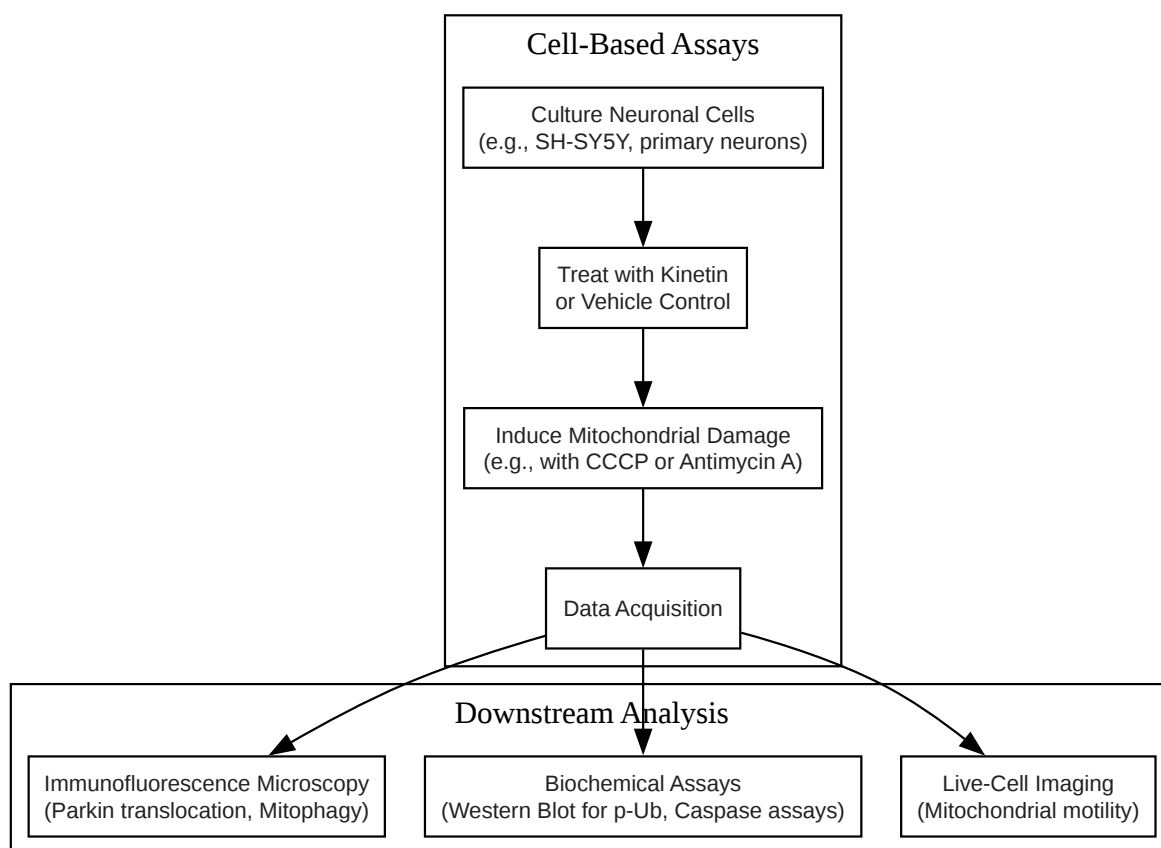 Cell-Based Assays
Culture Neuronal Cells
(e.g., SH-SY5Y, primary neurons)
Treat with Kinetin
or Vehicle Control
Induce Mitochondrial Damage
(e.g., with CCCP or Antimycin A)
Data Acquisition
Downstream Analysis
Immunofluorescence Microscopy
(Parkin translocation, Mitophagy)
Biochemical Assays
(Western Blot for p-Ub, Caspase assays)
Live-Cell Imaging
(Mitochondrial motility)